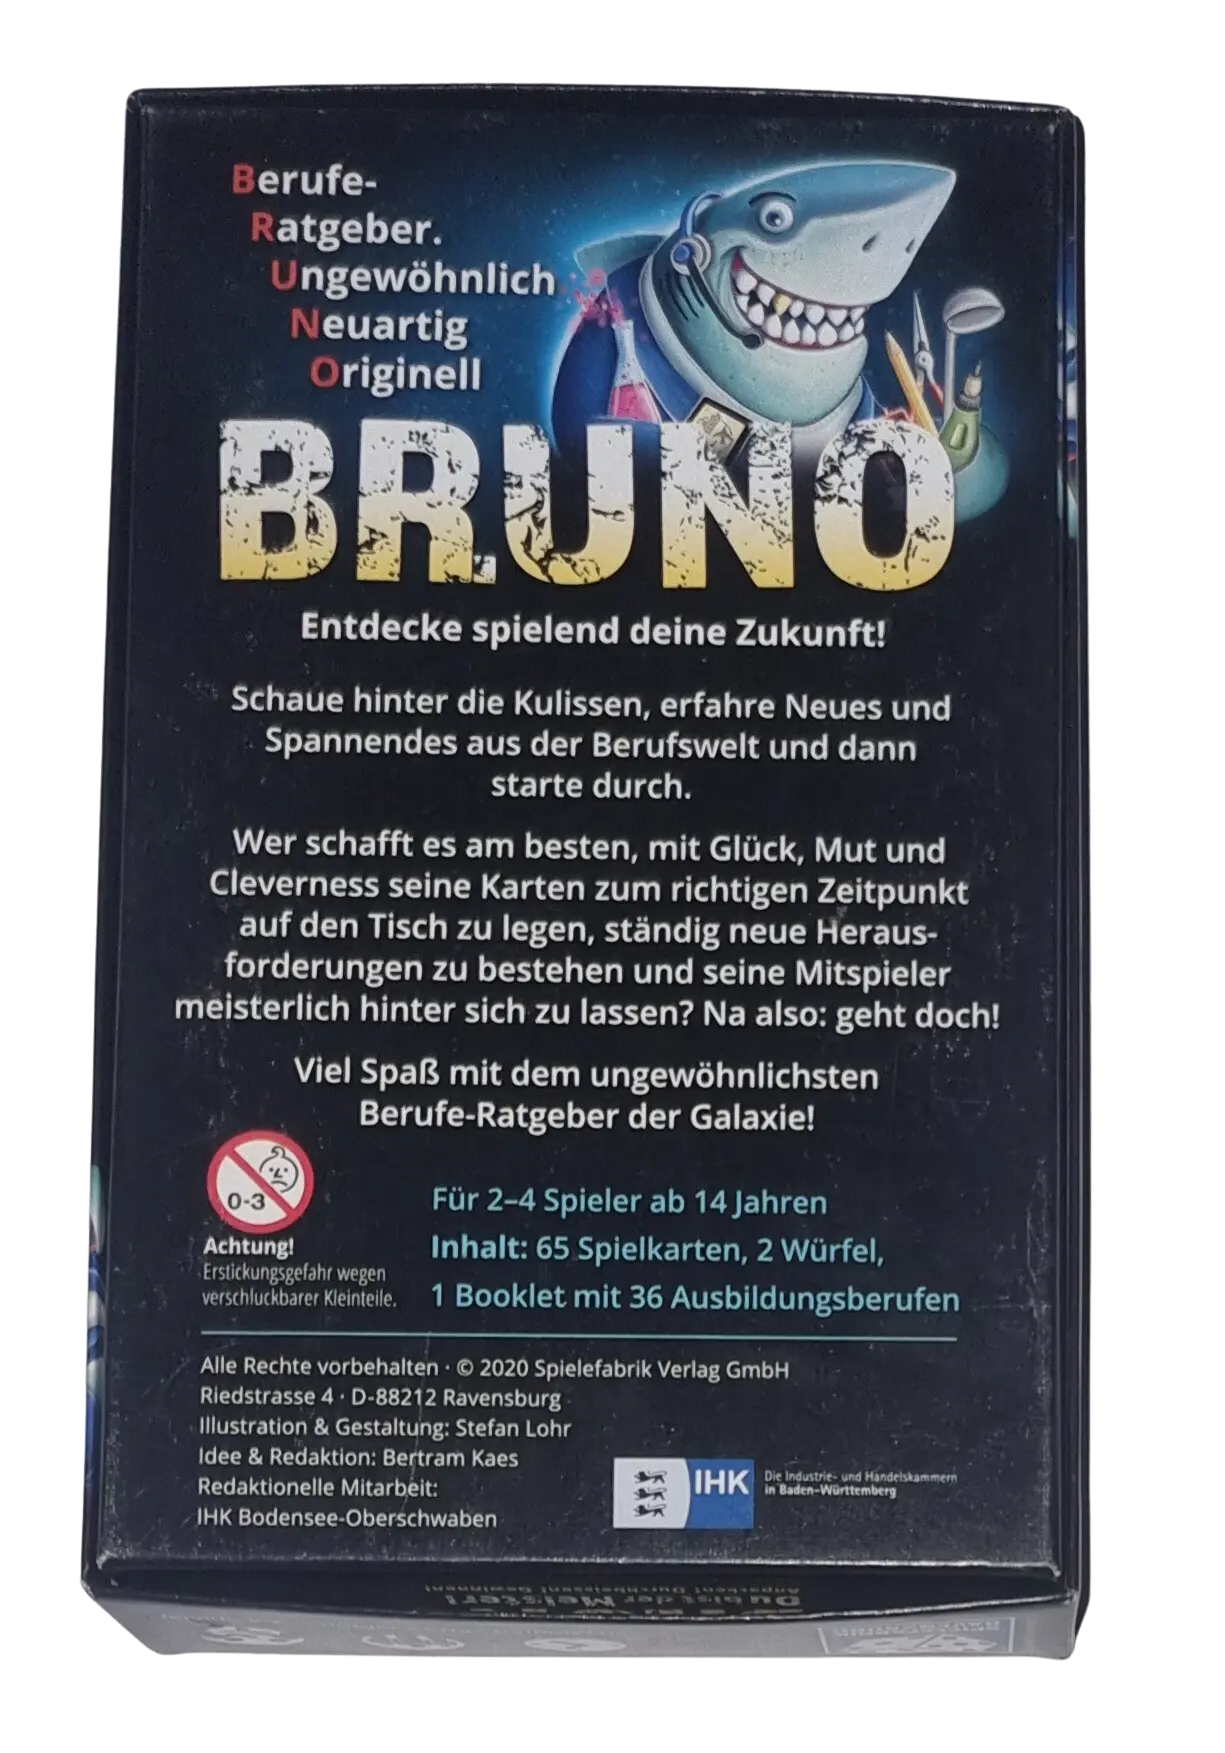 Berufe-
Ratgeber.
Ungewöhnlich
Neuartig
Originell
BRUNO
Entdecke spielend deine Zukunft!
Schaue hinter die Kulissen, erfahre Neues und
Spannendes aus der Berufswelt und dann
starte durch.
Wer schafft es am besten, mit Glück, Mut und
Cleverness seine Karten zum richtigen Zeitpunkt
auf den Tisch zu legen, ständig neue Heraus-
forderungen zu bestehen und seine Mitspieler
meisterlich hinter sich zu lassen? Na also: geht doch!
Viel Spaß mit dem ungewöhnlichsten
Berufe-Ratgeber der Galaxie!
0-3
Achtung!
Erstickungsgefahr wegen
verschluckbarer Kleinteile.
Für 2–4 Spieler ab 14 Jahren
Inhalt: 65 Spielkarten, 2 Würfel,
1 Booklet mit 36 Ausbildungsberufen
Alle Rechte vorbehalten · © 2020 Spielefabrik Verlag GmbH
Riedstrasse 4 · D-88212 Ravensburg
Illustration & Gestaltung: Stefan Lohr
Idee & Redaktion: Bertram Kaes
Redaktionelle Mitarbeit:
IHK Bodensee-Oberschwaben
IHK
Die Industrie- und Handelskammern
in Baden-Württemberg
Du bist der Meister!